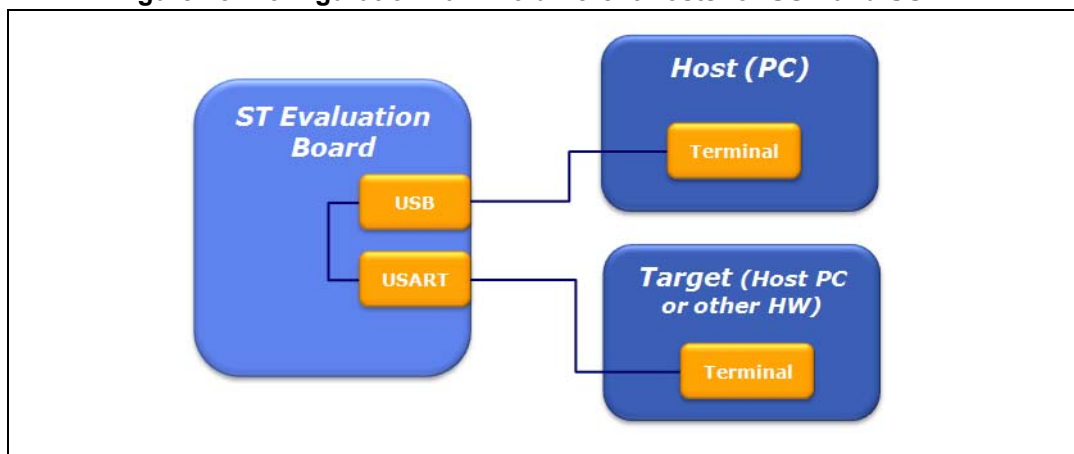 ST Evaluation
Board
USB
USART
Host (PC)
Terminal
Target (Host PC
or other HW)
Terminal